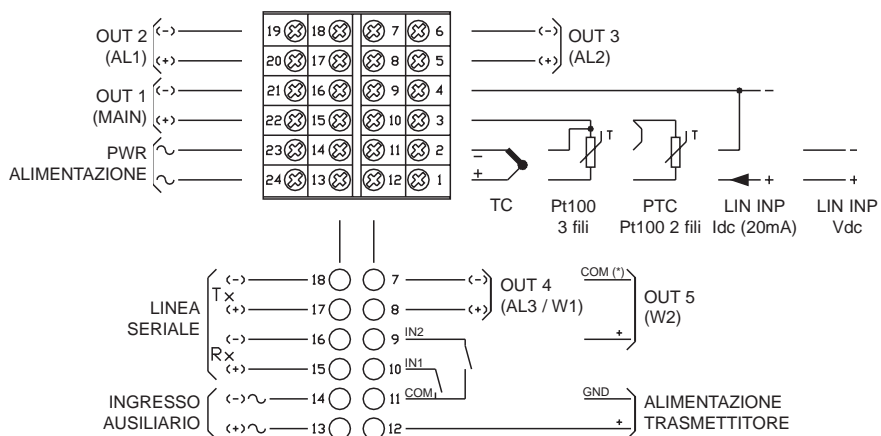 OUT 2
(AL1)
(-)
(+)
OUT 1
(MAIN)
(-)
(+)
PWR
ALIMENTAZIONE
19 18 7 6
20 17 8 5
21 16 9 4
22 15 10 3
23 14 11 2
24 13 12 1
(-)
(+)
OUT 3
(AL2)
-
T
T
-
+
+
-
+
TC
Pt100
3 fili
PTC
Pt100 2 fili
LIN INP
Idc (20mA)
LIN INP
Vdc
LINEA
SERIALE
Tx
Rx
(-) 18
(+) 17
(-) 16
(+) 15
INGRESSO
AUSILIARIO
(-) 14
(+) 13
7 (-)
8 (+)
OUT 4
(AL3 / W1)
9 IN2
10 IN1
11 COM
12
COM (*)
+
OUT 5
(W2)
GND
+
ALIMENTAZIONE
TRASMETTITORE